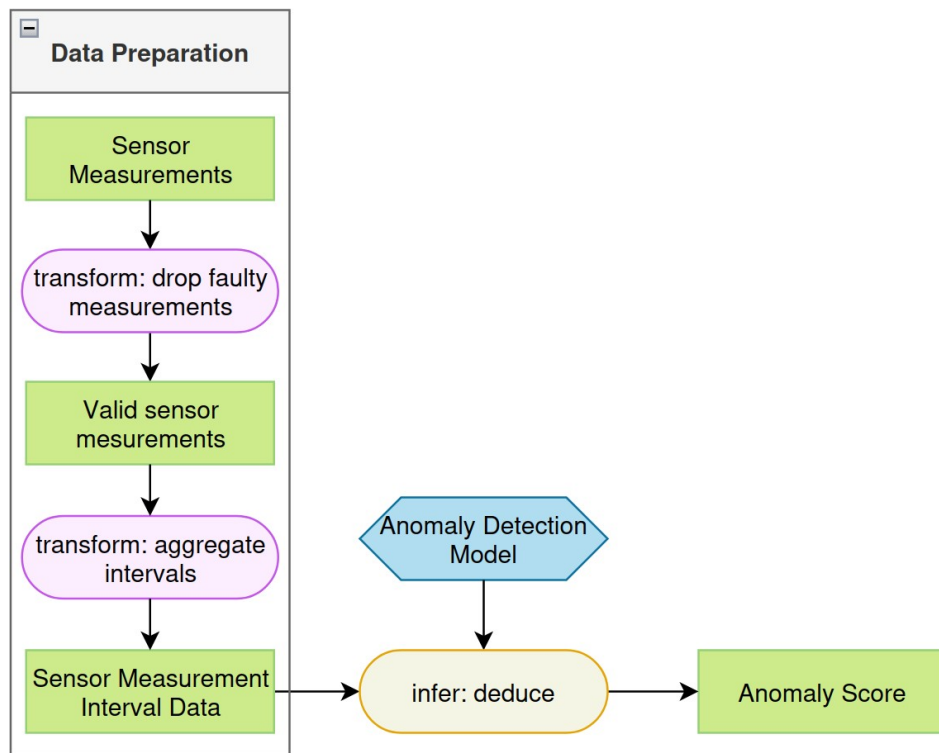 Data Preparation
Sensor
Measurements
transform: drop faulty
measurements
Valid sensor
mesurements
transform: aggregate
intervals
Sensor Measurement
Interval Data
Anomaly Detection
Model
infer: deduce
Anomaly Score